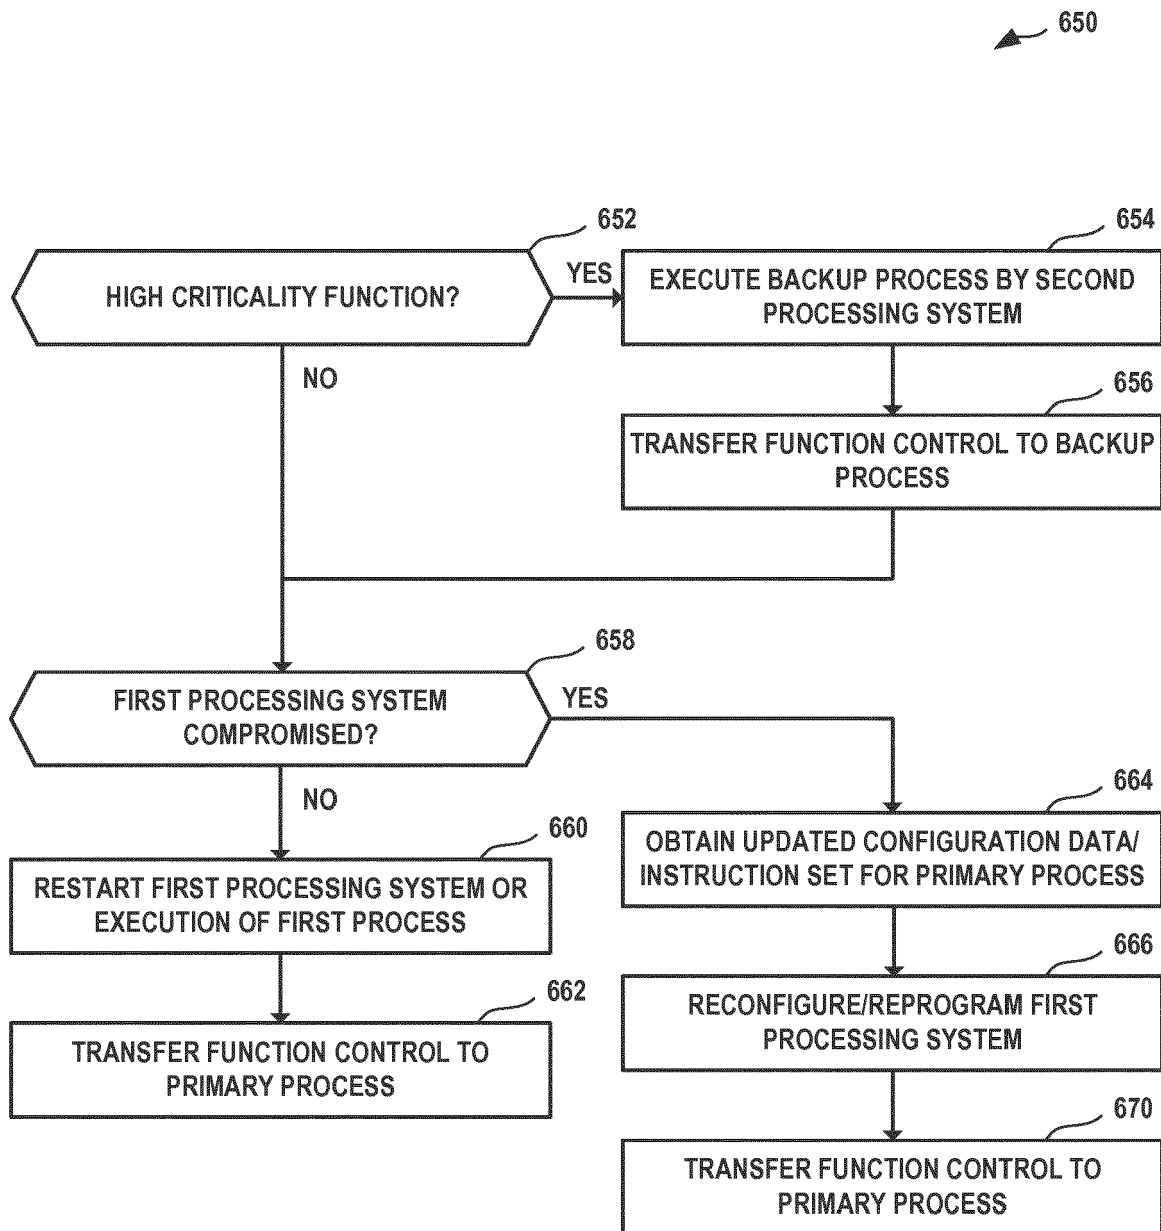 650
652
HIGH CRITICALITY FUNCTION?
YES
654
EXECUTE BACKUP PROCESS BY SECOND
PROCESSING SYSTEM
NO
656
TRANSFER FUNCTION CONTROL TO BACKUP
PROCESS
658
FIRST PROCESSING SYSTEM
COMPROMISED?
YES
NO
660
RESTART FIRST PROCESSING SYSTEM OR
EXECUTION OF FIRST PROCESS
662
TRANSFER FUNCTION CONTROL TO
PRIMARY PROCESS
664
OBTAIN UPDATED CONFIGURATION DATA/
INSTRUCTION SET FOR PRIMARY PROCESS
666
RECONFIGURE/REPROGRAM FIRST
PROCESSING SYSTEM
670
TRANSFER FUNCTION CONTROL TO
PRIMARY PROCESS